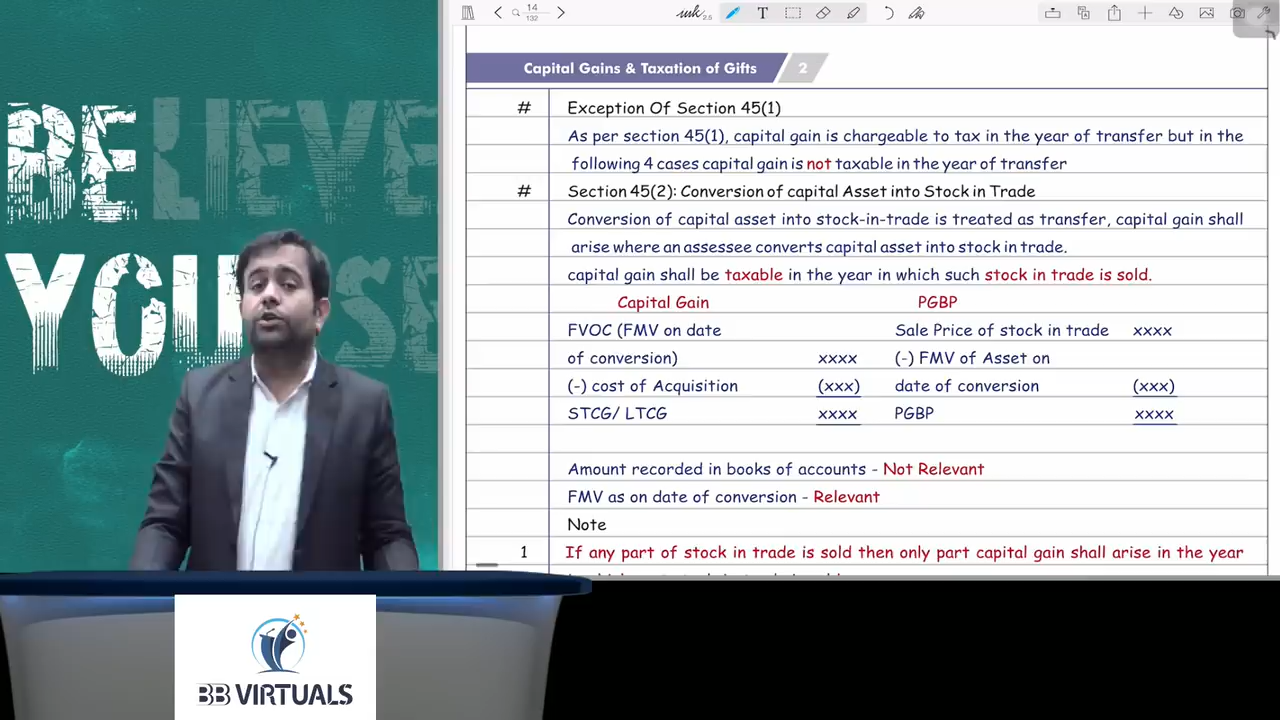 BELIEVE
YOURSE
14
132
2.5
T
Capital Gains & Taxation of Gifts 2
# Exception Of Section 45(1)
As per section 45(1), capital gain is chargeable to tax in the year of transfer but in the
following 4 cases capital gain is not taxable in the year of transfer
# Section 45(2): Conversion of capital Asset into Stock in Trade
Conversion of capital asset into stock-in-trade is treated as transfer, capital gain shall
arise where an assessee converts capital asset into stock in trade.
capital gain shall be taxable in the year in which such stock in trade is sold.
Capital Gain PGBP
FVOC (FMV on date Sale Price of stock in trade xxxx
of conversion) xxxx (-) FMV of Asset on
(-) cost of Acquisition (xxx) date of conversion (xxx)
STCG/ LTCG xxxx PGBP xxxx
Amount recorded in books of accounts - Not Relevant
FMV as on date of conversion - Relevant
Note
1 If any part of stock in trade is sold then only part capital gain shall arise in the year
BB VIRTUALS